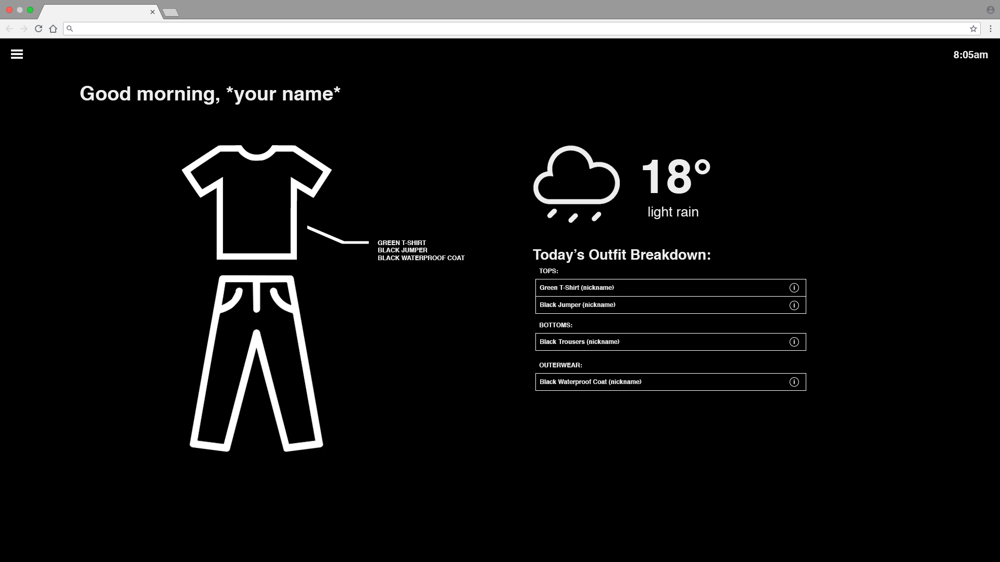 8:05am
Good morning, *your name*
18°
light rain
GREEN T-SHIRT
BLACK JUMPER
BLACK WATERPROOF COAT
Today’s Outfit Breakdown:
TOPS:
Green T-Shirt (nickname)
Black Jumper (nickname)
BOTTOMS:
Black Trousers (nickname)
OUTERWEAR:
Black Waterproof Coat (nickname)